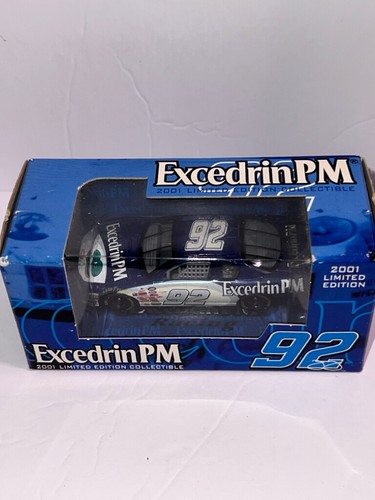 ExcedrinPM
2001 LIMITED EDITION COLLECTIBLE
92
ExcedrinPM
92
ExcedrinPM
2001
LIMITED
EDITION
92
ExcedrinPM
2001 LIMITED EDITION COLLECTIBLE